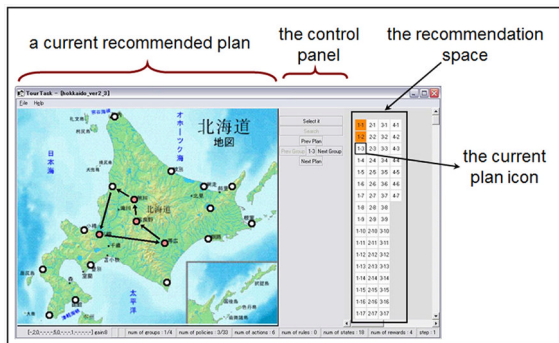 a current recommended plan
the control
panel
the recommendation
space
the current
plan icon
TourTask - [hokkaido_ver2_3]
File Help
北海道
地図
オホーツク海
日本海
太平洋
北海道
Select it
Search
Prev Plan
Prev Group 1-3 Next Group
Next Plan
1-1 2-1 3-1 4-1
1-2 2-2 3-2 4-2
1-3 2-3 3-3 4-3
1-4 2-4 3-4 4-4
1-5 2-5 3-5 4-5
1-6 2-6 3-6 4-6
1-7 2-7 3-7 4-7
1-8 2-8 3-8
1-9 2-9 3-9
1-10 2-10 3-10
1-11 2-11 3-11
1-12 2-12 3-12
1-13 2-13 3-13
1-14 2-14 3-14
1-15 2-15 3-15
1-16 2-16 3-16
1-17 2-17 3-17
num of groups : 1/4 num of policies : 3/33 num of actions : 6 num of rules : 0 num of states : 18 num of rewards : 4 step : 1